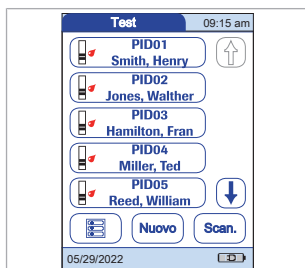 Test 09:15 am
PID01
Smith, Henry
PID02
Jones, Walther
PID03
Hamilton, Fran
PID04
Miller, Ted
PID05
Reed, William
Nuovo Scan.
05/29/2022